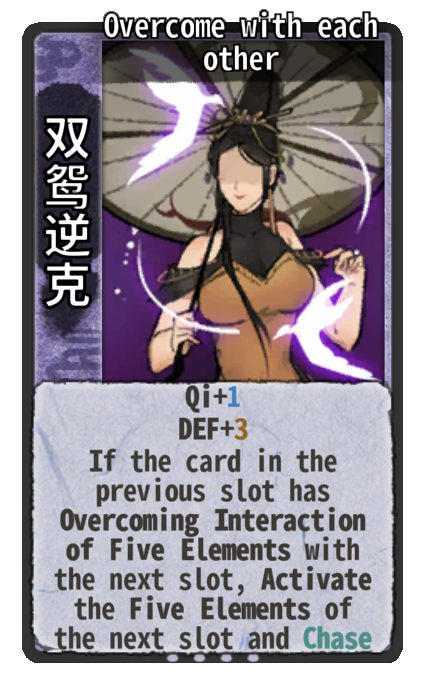 Overcome with each
other
双鸳逆克
Qi+1
DEF+3
If the card in the
previous slot has
Overcoming Interaction
of Five Elements with
the next slot, Activate
the Five Elements of
the next slot and Chase